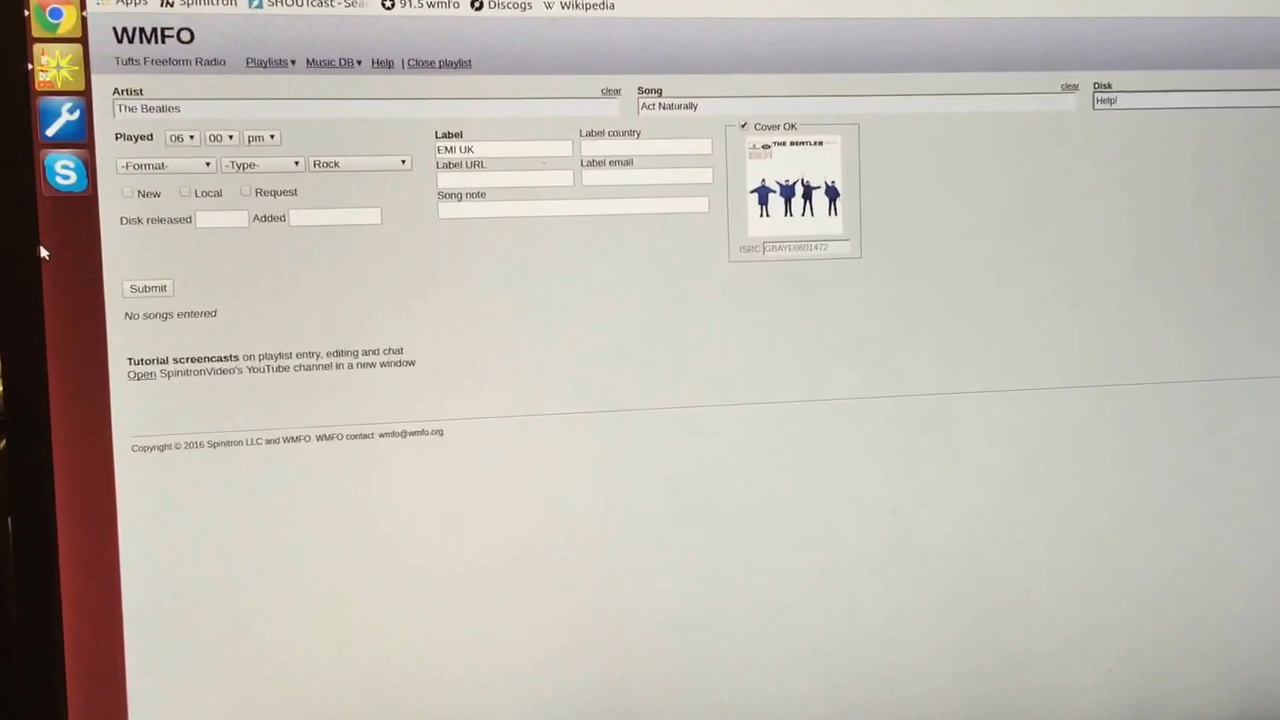 Apps Spinitron SHOUTcast - Sea 91.5 wmfo Discogs W Wikipedia
WMFO
Tufts Freeform Radio Playlists▾ Music DB▾ Help | Close playlist
Artist clear Song clear Disk
The Beatles Act Naturally Help!
Played 06 00 pm Label Label country Cover OK
EMI UK
THE BEATLES
-Format- -Type- Rock Label URL Label email
New Local Request Song note
Disk released Added
ISRC GBAYE0601472
Submit
No songs entered
Tutorial screencasts on playlist entry, editing and chat
Open SpinitronVideo's YouTube channel in a new window
Copyright © 2016 Spinitron LLC and WMFO. WMFO contact: wmfo@wmfo.org